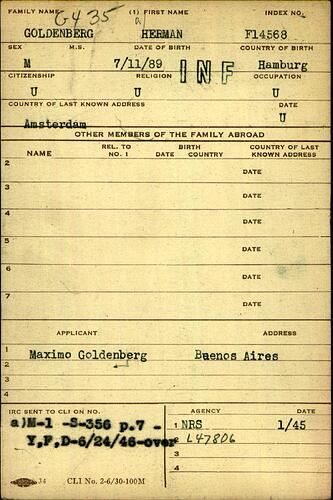 G435
FAMILY NAME (1) FIRST NAME INDEX NO.
a
GOLDENBERG HERMAN F14568
SEX M.S. DATE OF BIRTH COUNTRY OF BIRTH
M 7/11/89 INF Hamburg
CITIZENSHIP RELIGION OCCUPATION
U U U
COUNTRY OF LAST KNOWN ADDRESS DATE
Amsterdam U
OTHER MEMBERS OF THE FAMILY ABROAD
NAME REL. TO NO. 1 BIRTH DATE COUNTRY COUNTRY OF LAST KNOWN ADDRESS
2 DATE
3 DATE
4 DATE
5 DATE
6 DATE
7 DATE
APPLICANT ADDRESS
1 Maximo Goldenberg Buenos Aires
2
3
4
IRC SENT TO CLI ON NO. AGENCY DATE
a)M-1 -S-356 p.7 - 1 NRS 1/45
Y,F,D-6/24/46-over 2 L47806
3
4
34 CLI No. 2-6/30-100M